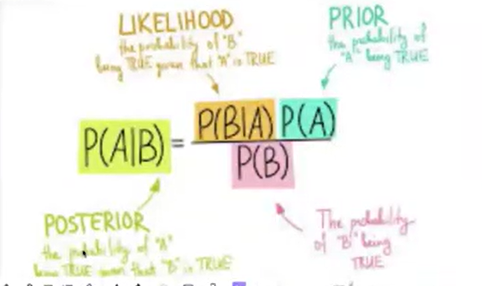 LIKELIHOOD
the probability of "B"
being TRUE given that "A" is TRUE
PRIOR
the probability of
"A" being TRUE
P(A|B) = P(B|A) P(A)
P(B)
POSTERIOR
the probability of "A"
being TRUE given that "B" is TRUE
The probability
of "B" being
TRUE